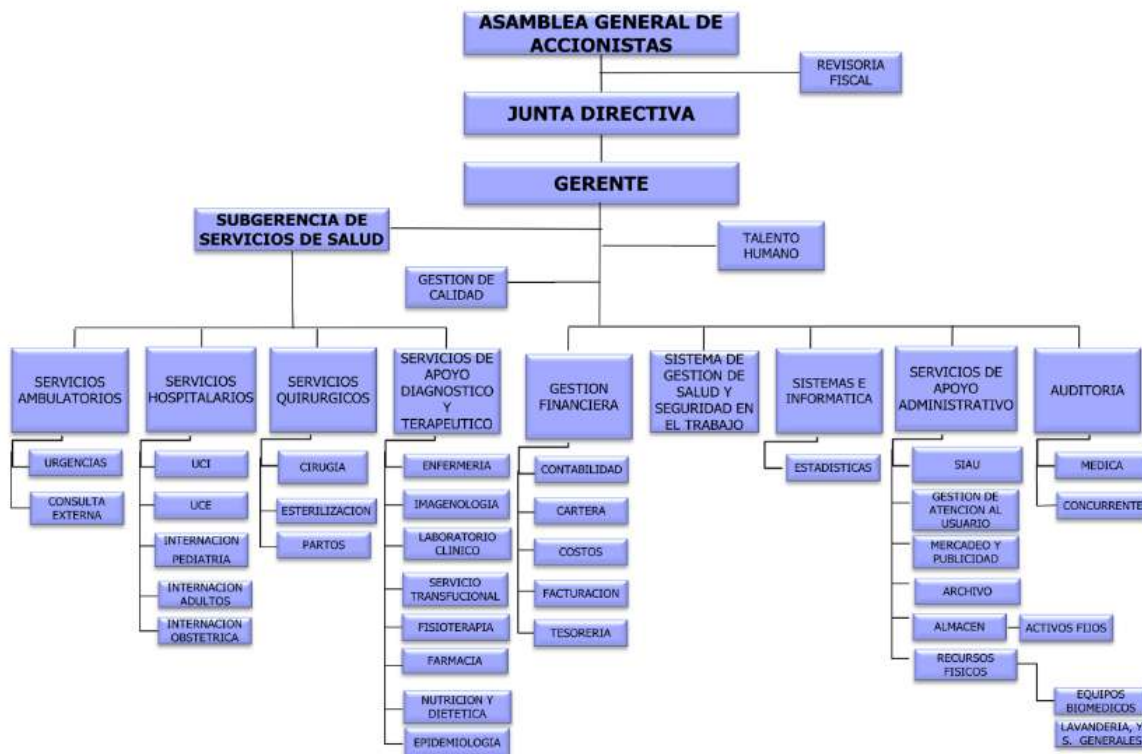 ASAMBLEA GENERAL DE
ACCIONISTAS
REVISORIA
FISCAL
JUNTA DIRECTIVA
GERENTE
SUBGERENCIA DE
SERVICIOS DE SALUD
TALENTO
HUMANO
GESTION DE
CALIDAD
SERVICIOS
AMBULATORIOS
URGENCIAS
CONSULTA
EXTERNA
SERVICIOS
HOSPITALARIOS
UCI
UCE
INTERNACION
PEDIATRIA
INTERNACION
ADULTOS
INTERNACION
OBSTETRICA
SERVICIOS
QUIRURGICOS
CIRUGIA
ESTERILIZACION
PARTOS
SERVICIOS DE
APOYO
DIAGNOSTICO
Y
TERAPEUTICO
ENFERMERIA
IMAGENOLOGIA
LABORATORIO
CLINICO
SERVICIO
TRANSFUCIONAL
FISIOTERAPIA
FARMACIA
NUTRICION Y
DIETETICA
EPIDEMIOLOGIA
GESTION
FINANCIERA
CONTABILIDAD
CARTERA
COSTOS
FACTURACION
TESORERIA
SISTEMA DE
GESTION DE
SALUD Y
SEGURIDAD EN
EL TRABAJO
SISTEMAS E
INFORMATICA
ESTADISTICAS
SERVICIOS DE
APOYO
ADMINISTRATIVO
SIAU
GESTION DE
ATENCION AL
USUARIO
MERCADEO Y
PUBLICIDAD
ARCHIVO
ALMACEN
ACTIVOS FIJOS
RECURSOS
FISICOS
EQUIPOS
BIOMEDICOS
LAVANDERIA, Y
S. GENERALES
AUDITORIA
MEDICA
CONCURRENTE